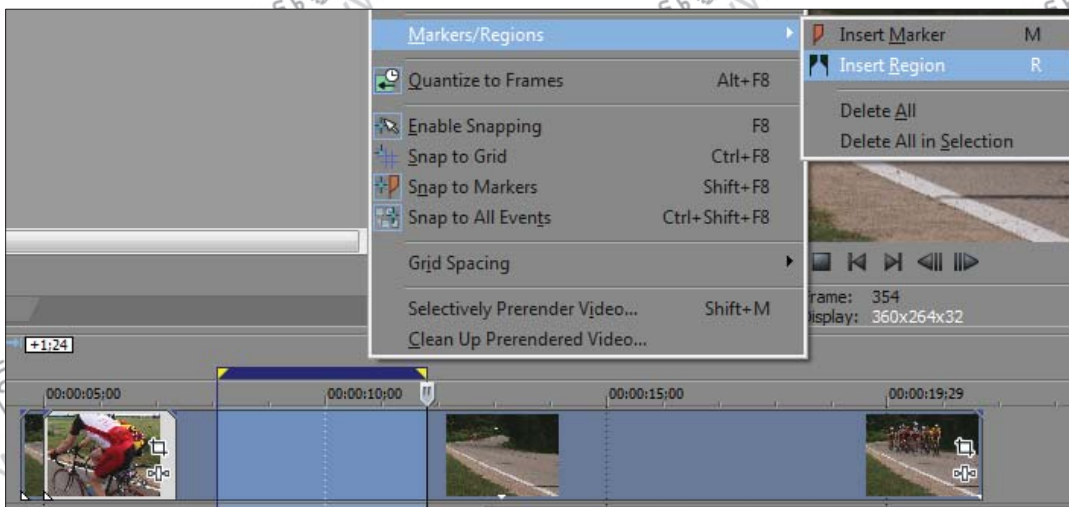 Markers/Regions
Insert Marker M
Insert Region R
Delete All
Delete All in Selection
Quantize to Frames Alt+F8
Enable Snapping F8
Snap to Grid Ctrl+F8
Snap to Markers Shift+F8
Snap to All Events Ctrl+Shift+F8
Grid Spacing
Selectively Prerender Video... Shift+M
Clean Up Prerendered Video...
rame: 354
isplay: 360x264x32
+1;24
00:00:05;00 00:00:10;00 00:00:15;00 00:00:19;29